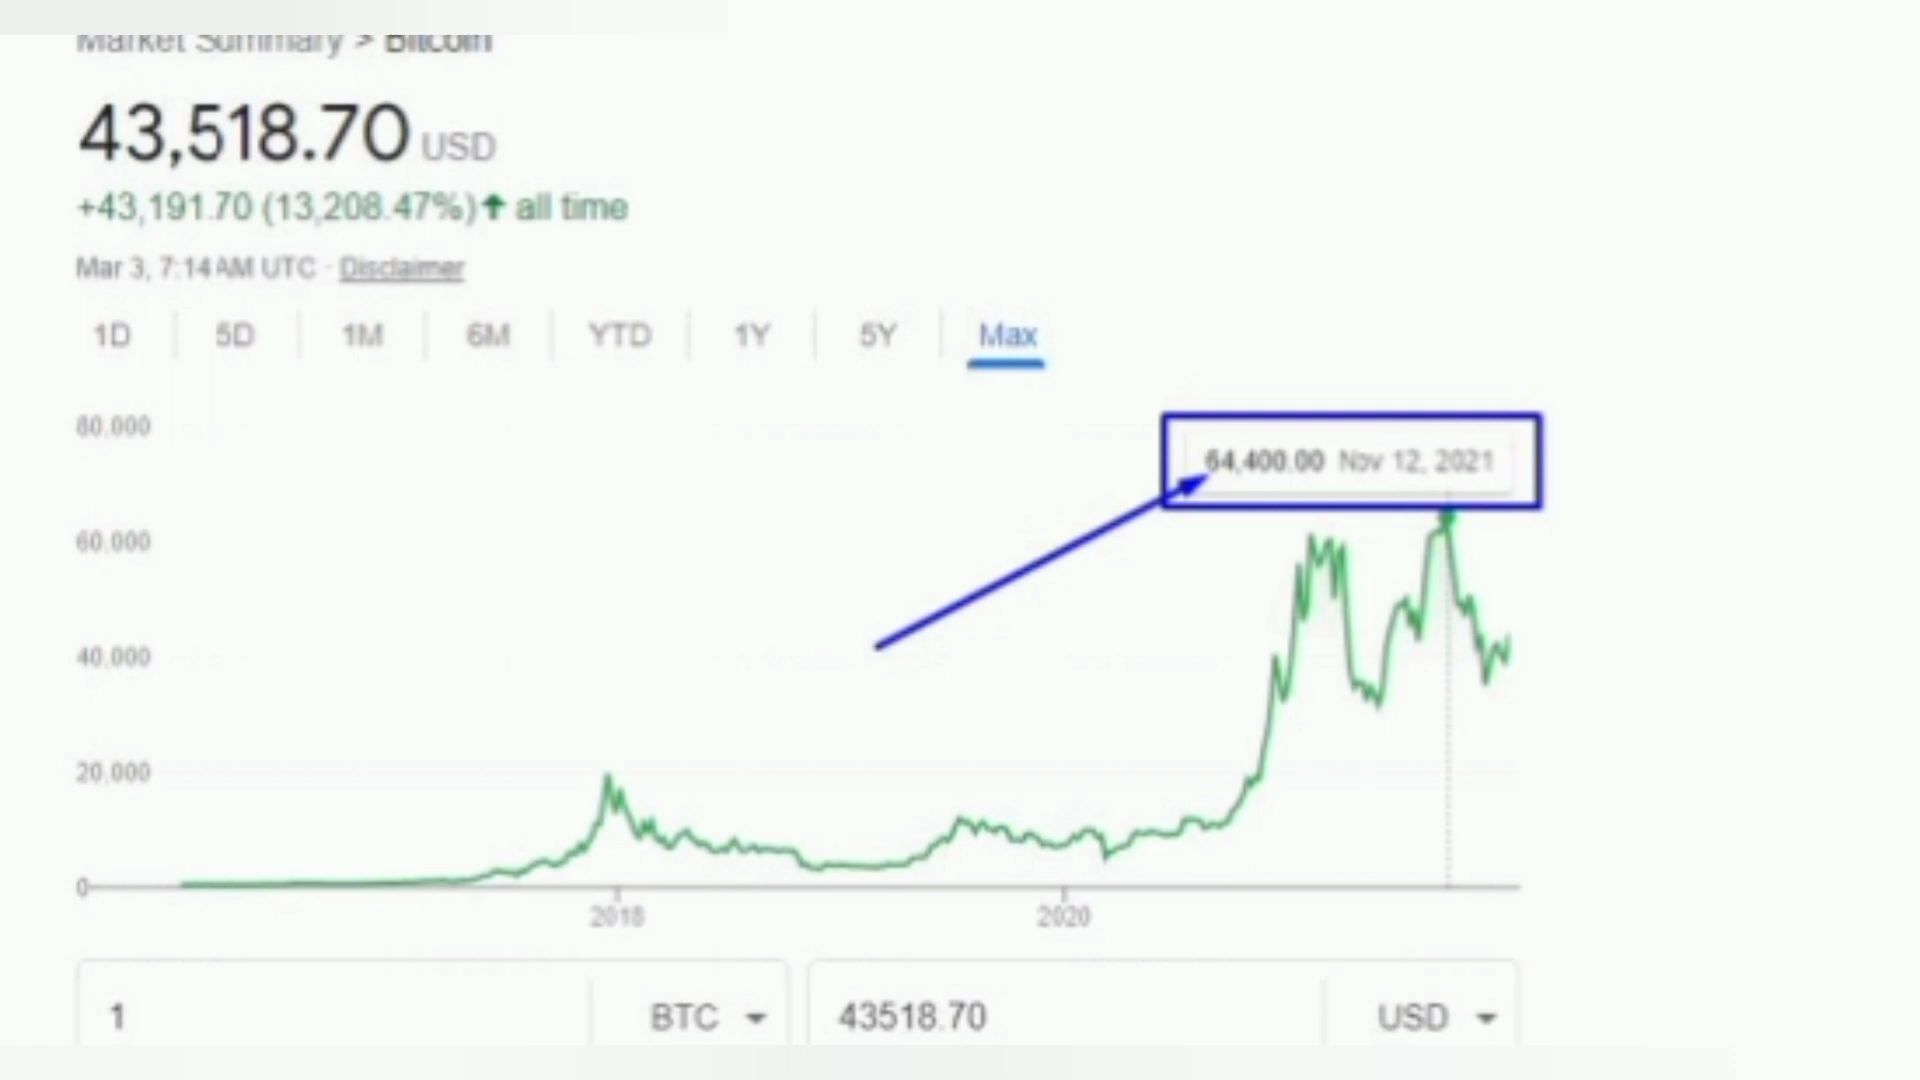 Market Summary > Bitcoin
43,518.70 USD
+43,191.70 (13,208.47%)↑ all time
Mar 3, 7:14 AM UTC · Disclaimer
1D 5D 1M 6M YTD 1Y 5Y Max
80,000
64,400.00 Nov 12, 2021
60,000
40,000
20,000
0
2018 2020
1 BTC 43518.70 USD